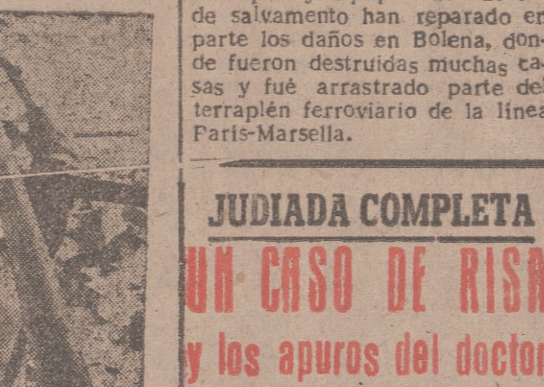 de salvamento han reparado en
parte los daños en Bolena, don-
de fueron destruidas muchas ca-
sas y fué arrastrado parte del
terraplén ferroviario de la línea
París-Marsella.
JUDIADA COMPLETA
UN CASO DE RISA
y los apuros del doctor